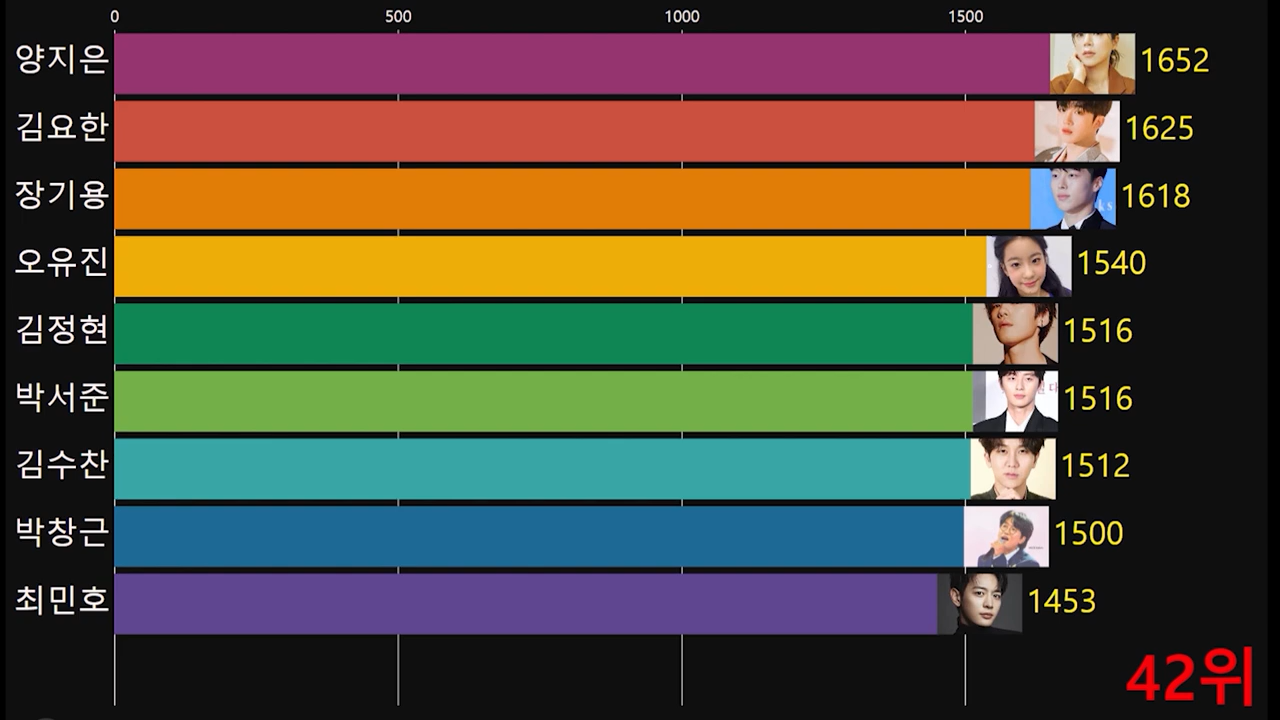 0 500 1000 1500
양지은 1652
김요한 1625
장기용 1618
오유진 1540
김정현 1516
박서준 1516
김수찬 1512
박창근 1500
최민호 1453
42위